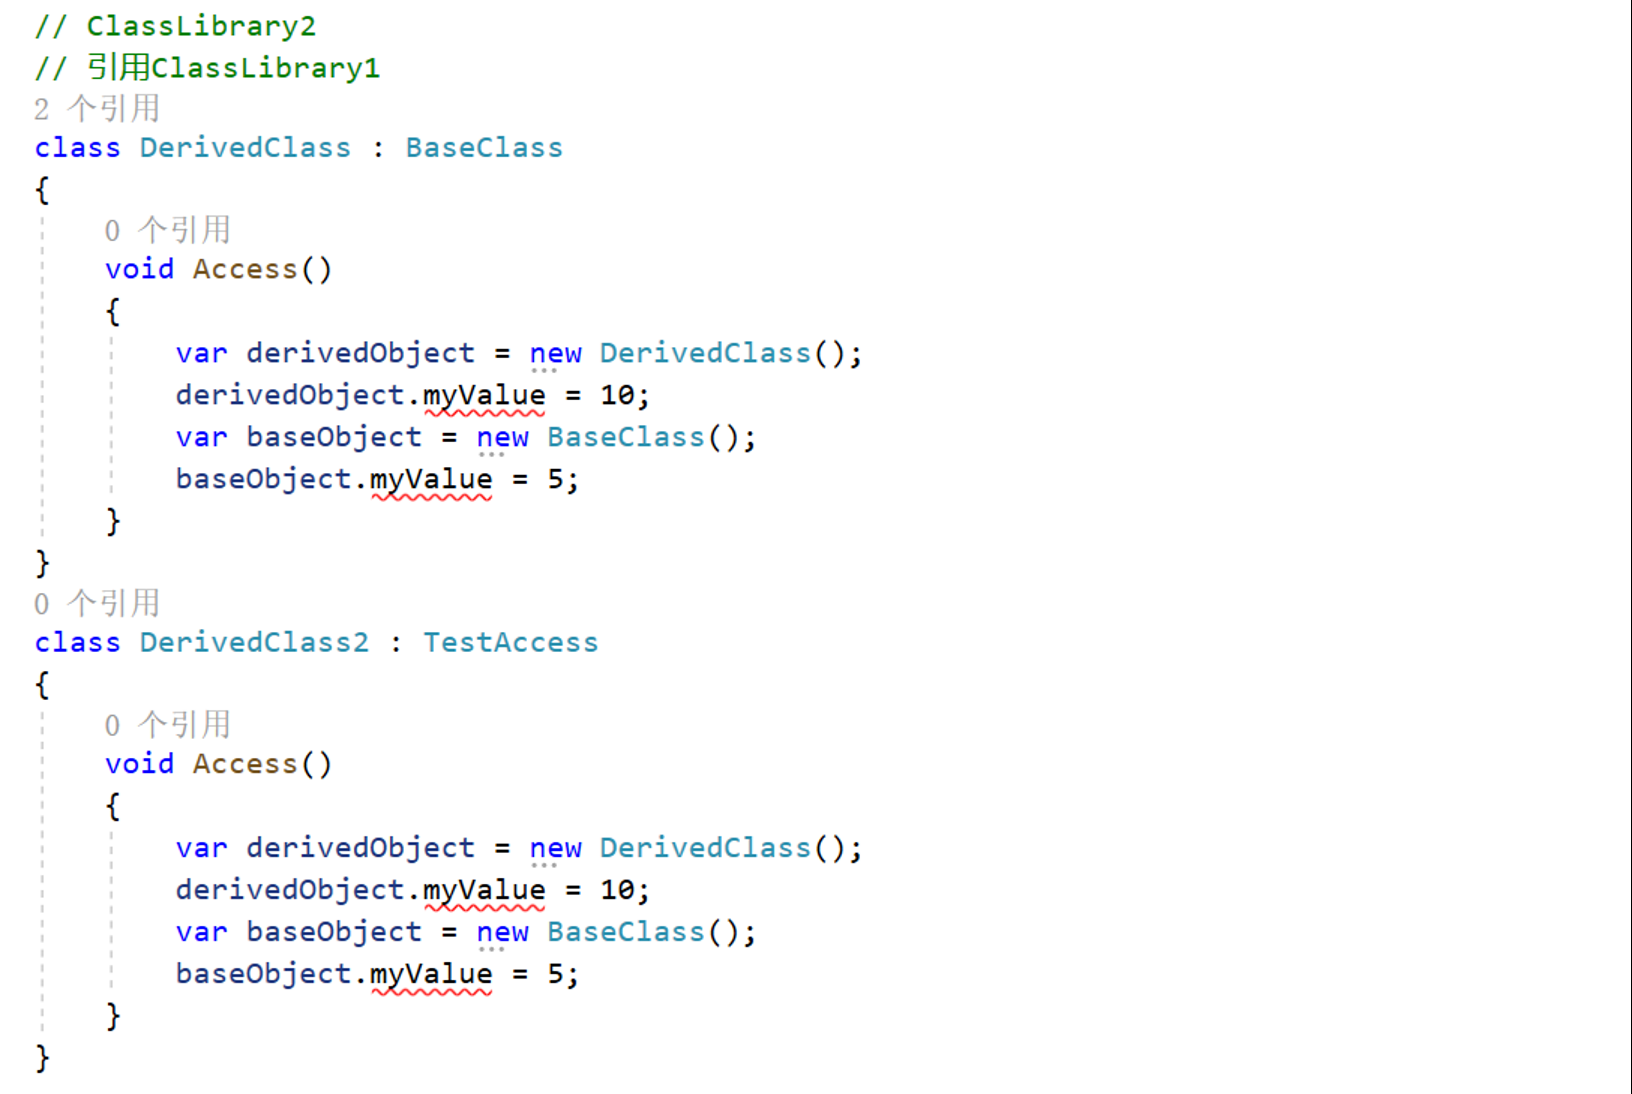 // ClassLibrary2
// 引用ClassLibrary1
2 个引用
class DerivedClass : BaseClass
{
0 个引用
void Access()
{
var derivedObject = new DerivedClass();
derivedObject.myValue = 10;
var baseObject = new BaseClass();
baseObject.myValue = 5;
}
}
0 个引用
class DerivedClass2 : TestAccess
{
0 个引用
void Access()
{
var derivedObject = new DerivedClass();
derivedObject.myValue = 10;
var baseObject = new BaseClass();
baseObject.myValue = 5;
}
}